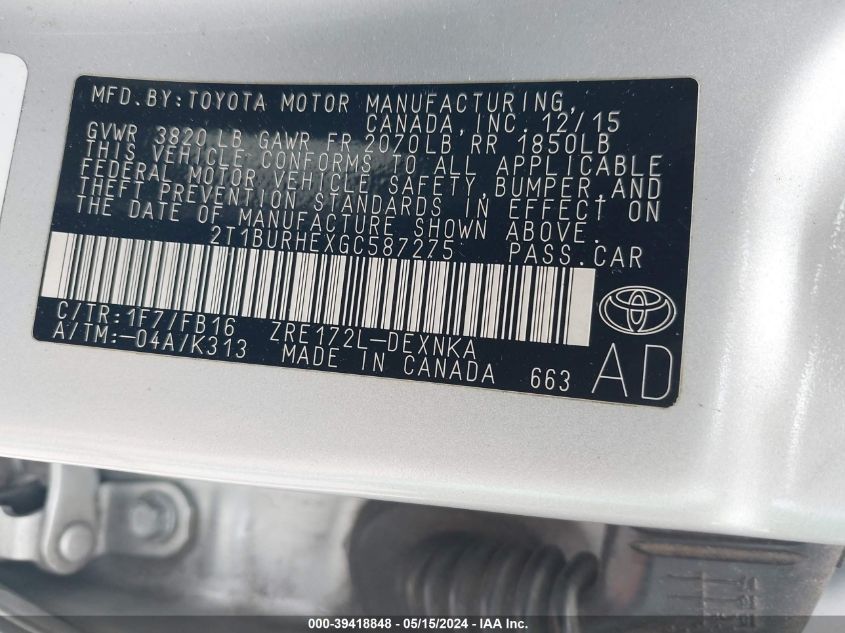 MFD.BY:TOYOTA MOTOR MANUFACTURING,
CANADA,INC. 12/15
GVWR 3820 LB GAWR FR 2070LB RR 1850LB
THIS VEHICLE CONFORMS TO ALL APPLICABLE
FEDERAL MOTOR VEHICLE SAFETY,BUMPER,AND
THEFT PREVENTION STANDARDS IN EFFECT ON
THE DATE OF MANUFACTURE SHOWN ABOVE.
2T1BURHEXGC587275 PASS.CAR
C/TR:1F7/FB16 ZRE172L-DEXNKA
A/TM:-04A/K313 MADE IN CANADA 663 AD
000-39418848 - 05/15/2024 - IAA Inc.